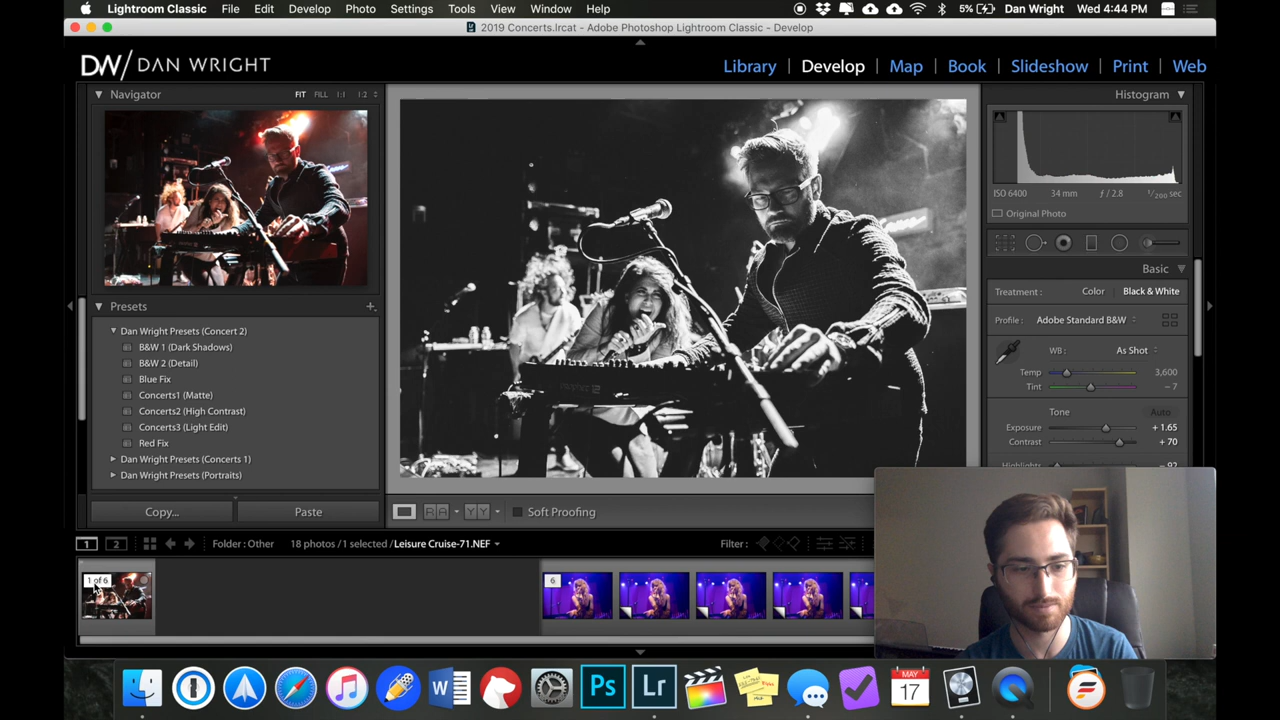 Lightroom Classic File Edit Develop Photo Settings Tools View Window Help 5% Dan Wright Wed 4:44 PM
2019 Concerts.lrcat - Adobe Photoshop Lightroom Classic - Develop
DW/ DAN WRIGHT
Library | Develop | Map | Book | Slideshow | Print | Web
Navigator FIT FILL 1:1 1:2
Histogram
ISO 6400 34 mm ƒ / 2.8 1/200 sec
Original Photo
Basic
Treatment : Color Black & White
Profile : Adobe Standard B&W
WB : As Shot
Temp 3,600
Tint – 7
Tone Auto
Exposure + 1.65
Contrast + 70
Highlights – 92
Presets +
Dan Wright Presets (Concert 2)
B&W 1 (Dark Shadows)
B&W 2 (Detail)
Blue Fix
Concerts1 (Matte)
Concerts2 (High Contrast)
Concerts3 (Light Edit)
Red Fix
Dan Wright Presets (Concerts 1)
Dan Wright Presets (Portraits)
Copy... Paste
R A Y Y Soft Proofing
1 2 Folder : Other 18 photos / 1 selected / Leisure Cruise-71.NEF Filter :
1 of 6
6
W Ps Lr MAY 17